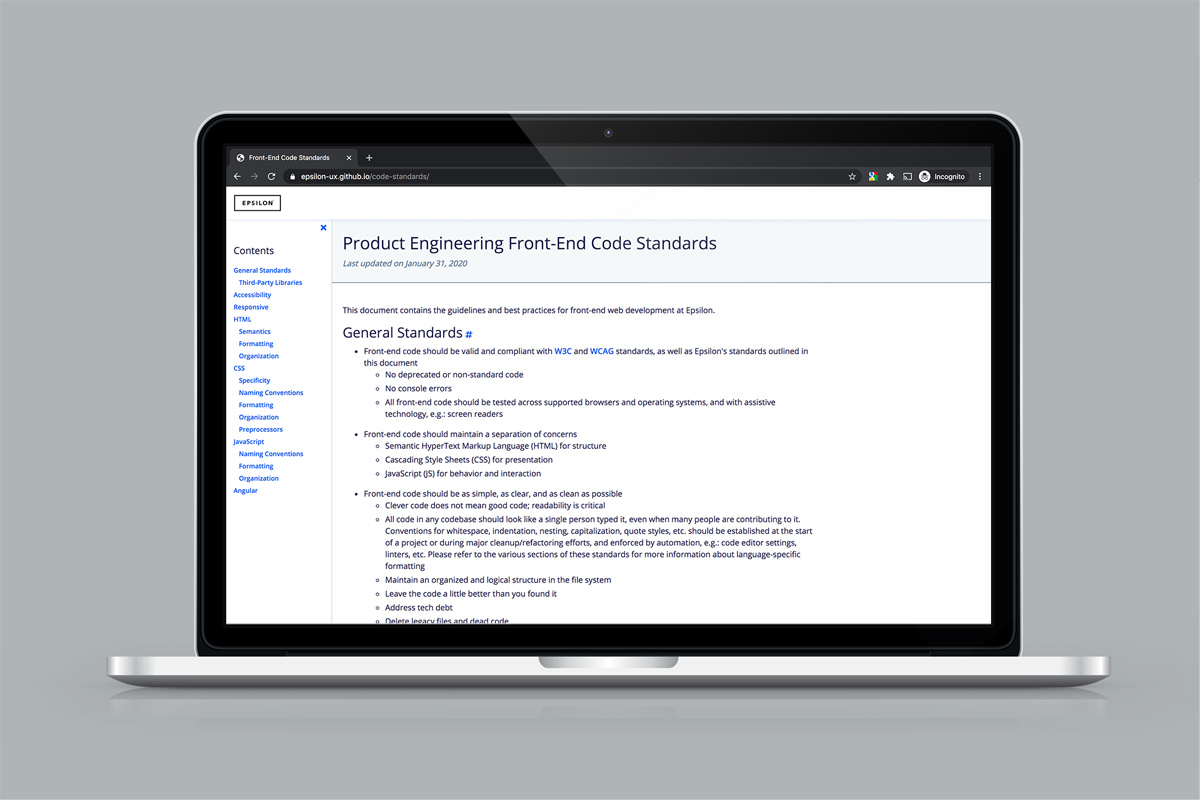 Front-End Code Standards
epsilon-ux.github.io/code-standards/
Incognito
EPSILON
Contents
General Standards
Third-Party Libraries
Accessibility
Responsive
HTML
Semantics
Formatting
Organization
CSS
Specificity
Naming Conventions
Formatting
Organization
Preprocessors
JavaScript
Naming Conventions
Formatting
Organization
Angular
Product Engineering Front-End Code Standards
Last updated on January 31, 2020
This document contains the guidelines and best practices for front-end web development at Epsilon.
General Standards #
• Front-end code should be valid and compliant with W3C and WCAG standards, as well as Epsilon's standards outlined in
this document
◦ No deprecated or non-standard code
◦ No console errors
◦ All front-end code should be tested across supported browsers and operating systems, and with assistive
technology, e.g.: screen readers
• Front-end code should maintain a separation of concerns
◦ Semantic HyperText Markup Language (HTML) for structure
◦ Cascading Style Sheets (CSS) for presentation
◦ JavaScript (JS) for behavior and interaction
• Front-end code should be as simple, as clear, and as clean as possible
◦ Clever code does not mean good code; readability is critical
◦ All code in any codebase should look like a single person typed it, even when many people are contributing to it.
Conventions for whitespace, indentation, nesting, capitalization, quote styles, etc. should be established at the start
of a project or during major cleanup/refactoring efforts, and enforced by automation, e.g.: code editor settings,
linters, etc. Please refer to the various sections of these standards for more information about language-specific
formatting
◦ Maintain an organized and logical structure in the file system
◦ Leave the code a little better than you found it
◦ Address tech debt
◦ Delete legacy files and dead code